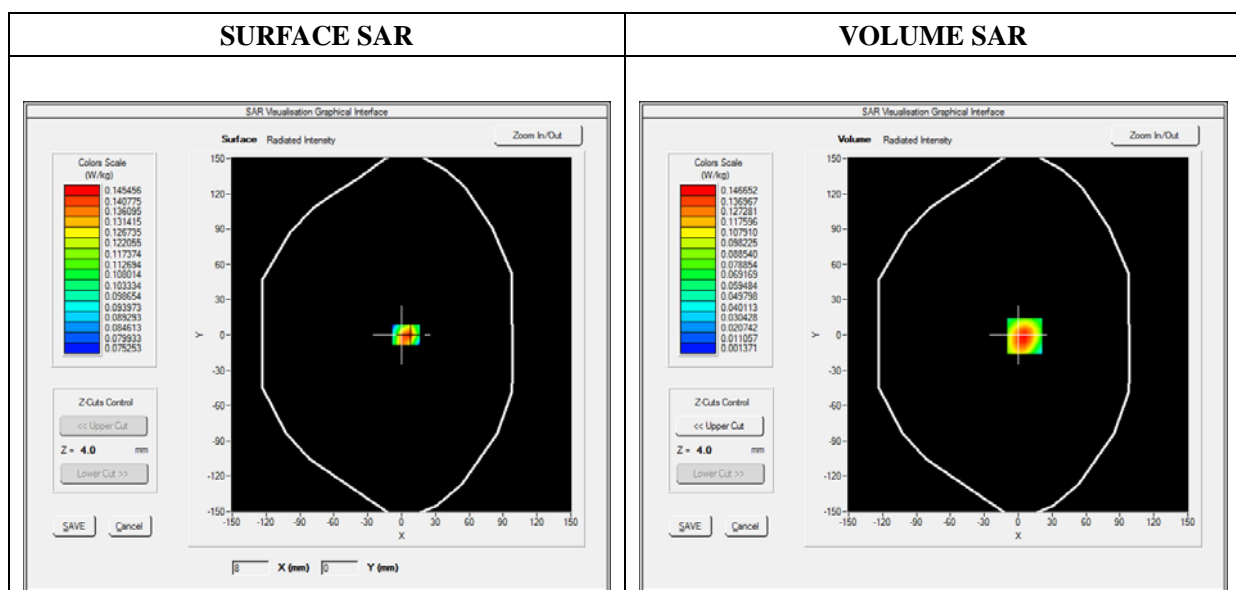 SURFACE SAR
VOLUME SAR
SAR Visualisation Graphical Interface
Surface Radiated Intensity
Zoom In/Out
Colors Scale
(W/kg)
0.145456
0.140775
0.136095
0.131415
0.126735
0.122055
0.117374
0.112694
0.108014
0.103334
0.098654
0.093973
0.089293
0.084613
0.079933
0.075253
Z-Cuts Control
<< Upper Cut
Z = 4.0 mm
Lower Cut >>
SAVE Cancel
150
120
90
60
30
0
-30
-60
-90
-120
-150
Y
-150 -120 -90 -60 -30 0 30 60 90 120 150
X
8 X (mm) 0 Y (mm)
SAR Visualisation Graphical Interface
Volume Radiated Intensity
Zoom In/Out
Colors Scale
(W/kg)
0.146652
0.136967
0.127281
0.117596
0.107910
0.098225
0.088540
0.078854
0.069169
0.059484
0.049798
0.040113
0.030428
0.020742
0.011057
0.001371
Z-Cuts Control
<< Upper Cut
Z = 4.0 mm
Lower Cut >>
SAVE Cancel
150
120
90
60
30
0
-30
-60
-90
-120
-150
Y
-150 -120 -90 -60 -30 0 30 60 90 120 150
X